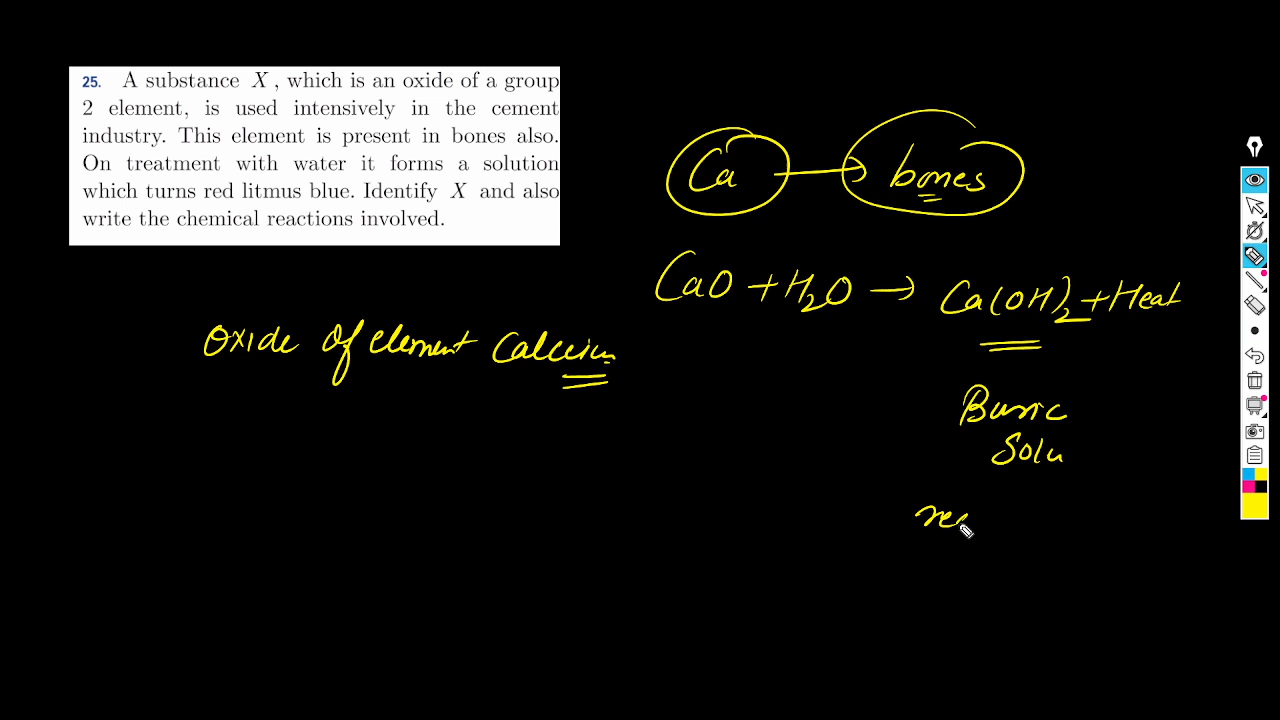 25. A substance X, which is an oxide of a group
2 element, is used intensively in the cement
industry. This element is present in bones also.
On treatment with water it forms a solution
which turns red litmus blue. Identify X and also
write the chemical reactions involved.
Ca → bones
CaO + H₂O → Ca(OH)₂ + Heat
Oxide of element Calcium
Basic
Solu
re